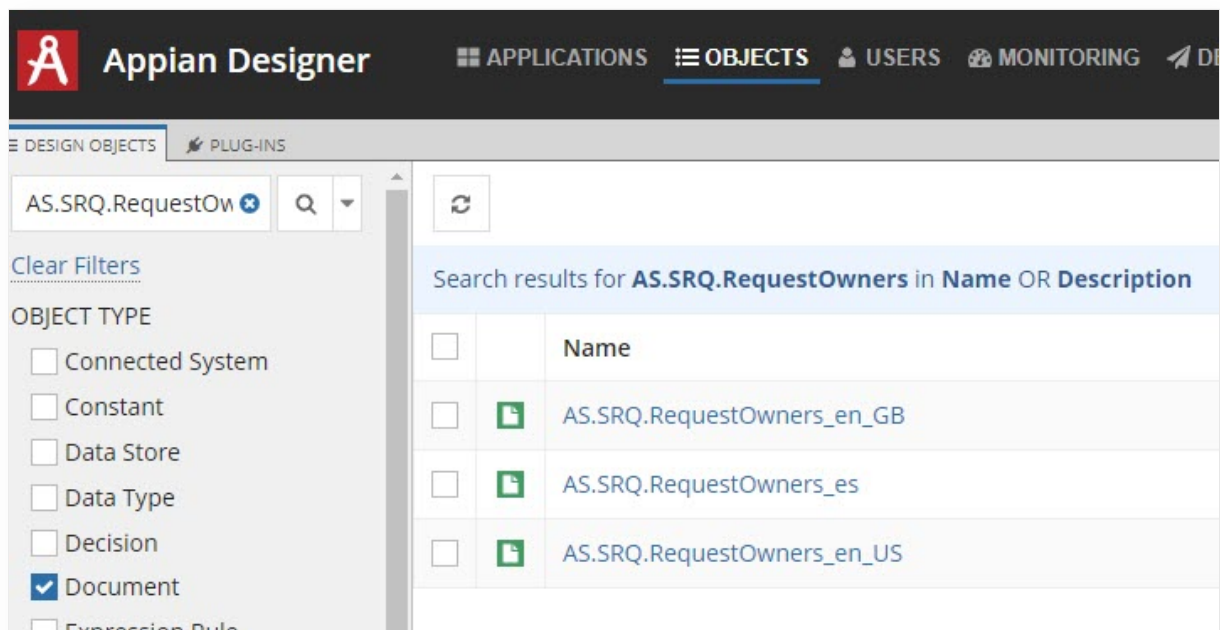 Appian Designer
APPLICATIONS
OBJECTS
USERS
MONITORING
DESIGN OBJECTS
PLUG-INS
AS.SRQ.RequestOw
Clear Filters
OBJECT TYPE
Connected System
Constant
Data Store
Data Type
Decision
Document
Expression Rule
Search results for AS.SRQ.RequestOwners in Name OR Description
Name
AS.SRQ.RequestOwners_en_GB
AS.SRQ.RequestOwners_es
AS.SRQ.RequestOwners_en_US